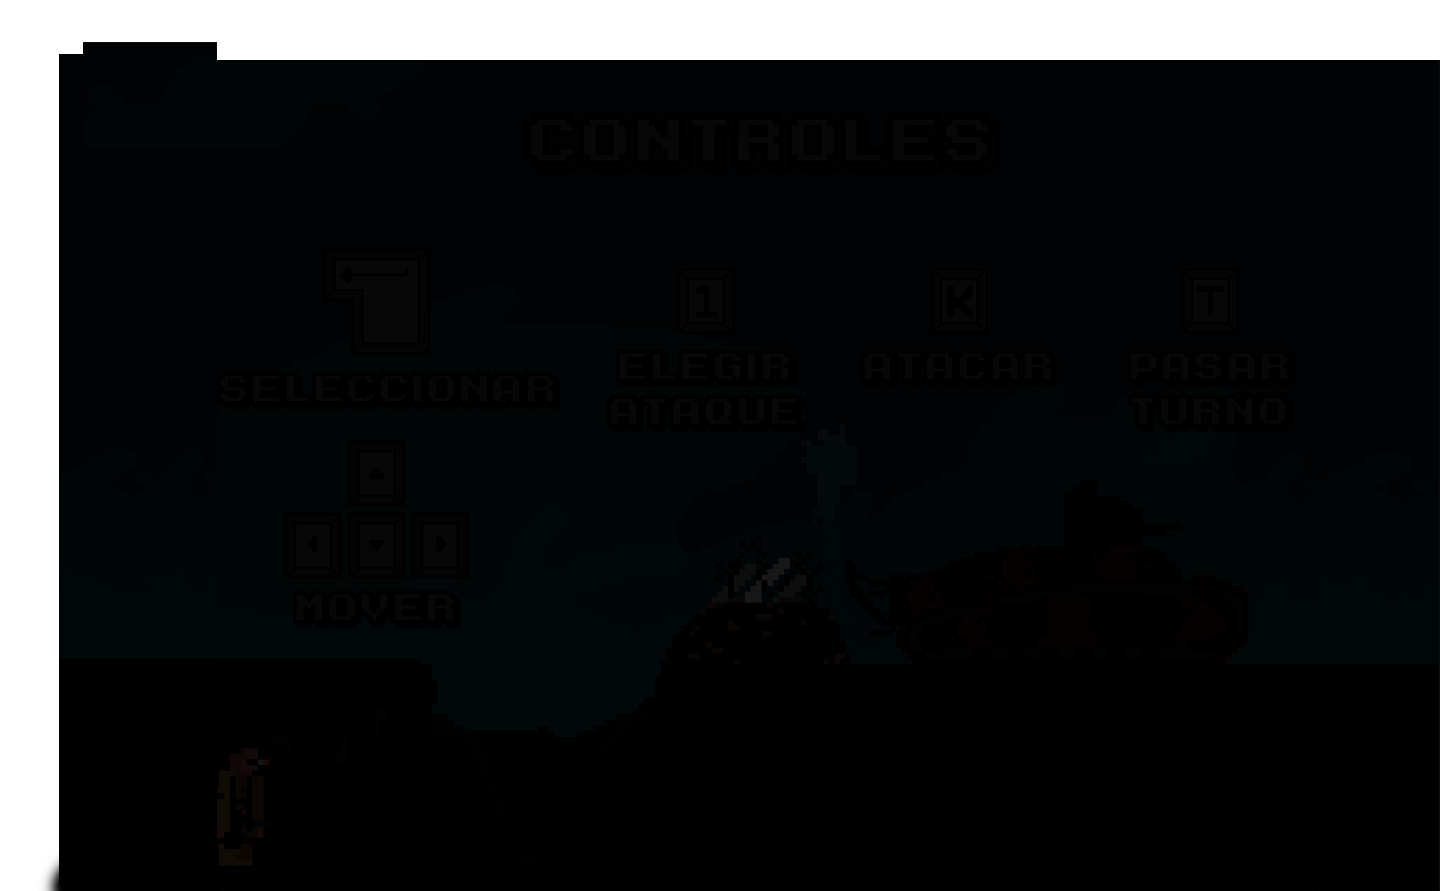 CONTROLES
1
K
T
SELECCIONAR
ELEGIR
ATAQUE
ATACAR
PASAR
TURNO
MOVER